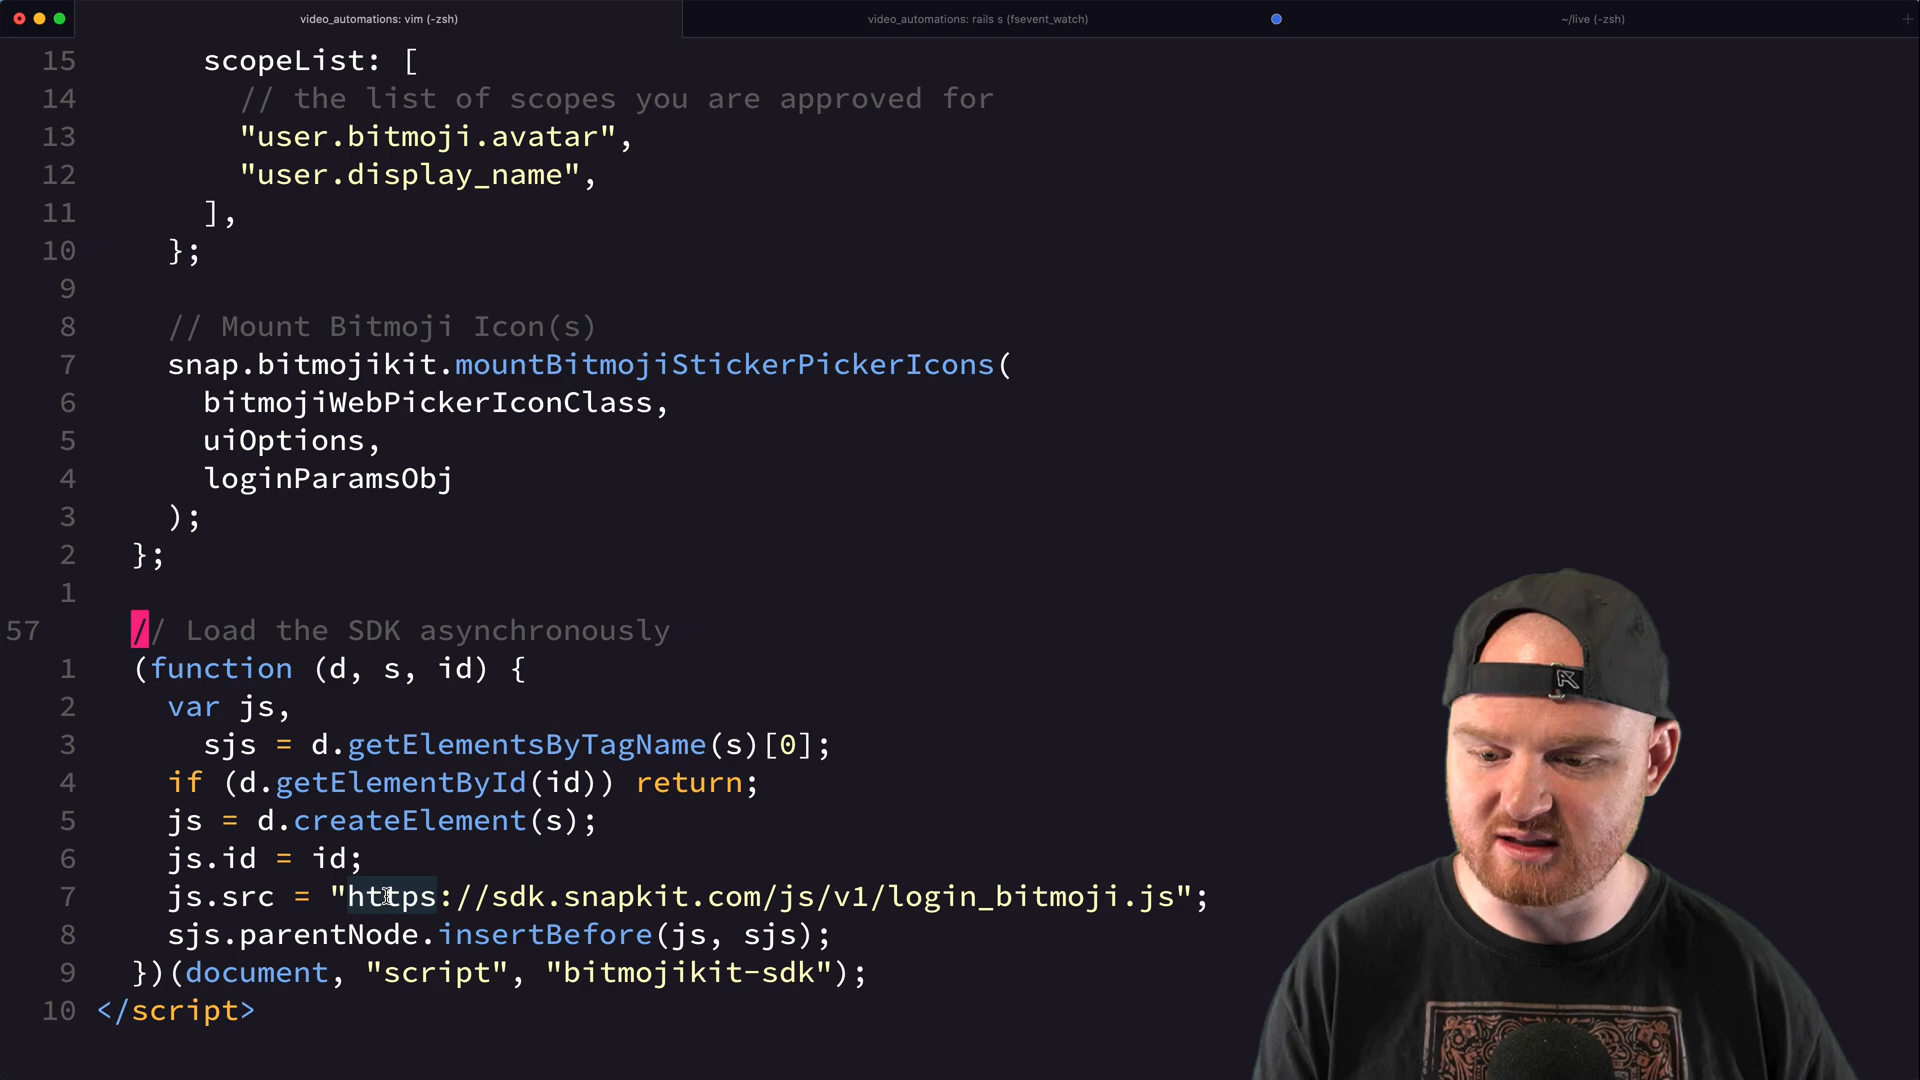 video_automations: vim (-zsh)
video_automations: rails s (fsevent_watch)
~/live (-zsh)
15 scopeList: [
14 // the list of scopes you are approved for
13 "user.bitmoji.avatar",
12 "user.display_name",
11 ],
10 };
9
8 // Mount Bitmoji Icon(s)
7 snap.bitmojikit.mountBitmojiStickerPickerIcons(
6 bitmojiWebPickerIconClass,
5 uiOptions,
4 loginParamsObj
3 );
2 };
1
57 // Load the SDK asynchronously
1 (function (d, s, id) {
2 var js,
3 sjs = d.getElementsByTagName(s)[0];
4 if (d.getElementById(id)) return;
5 js = d.createElement(s);
6 js.id = id;
7 js.src = "https://sdk.snapkit.com/js/v1/login_bitmoji.js";
8 sjs.parentNode.insertBefore(js, sjs);
9 })(document, "script", "bitmojikit-sdk");
10 </script>